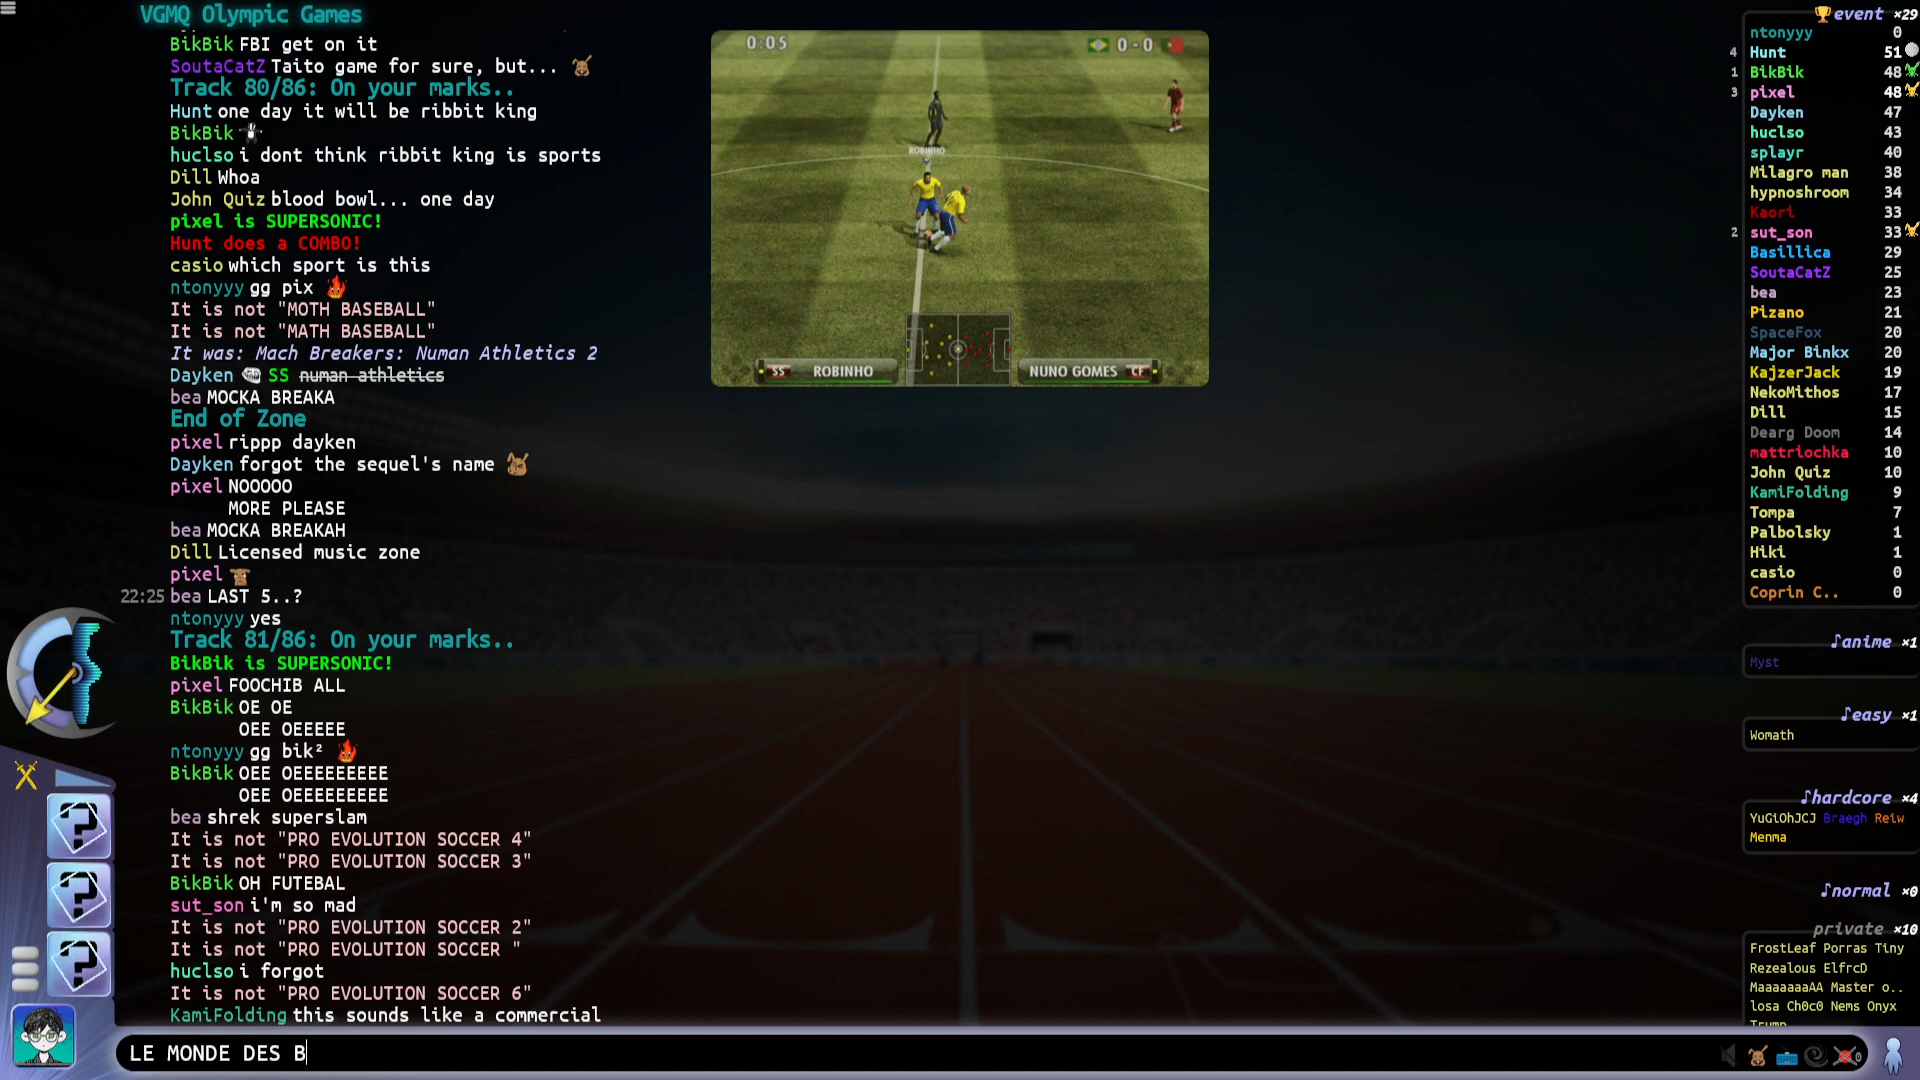 VGMQ Olympic Games
BikBik FBI get on it
SoutaCatZ Taito game for sure, but...
Track 80/86: On your marks..
Hunt one day it will be ribbit king
BikBik
huclso i dont think ribbit king is sports
Dill Whoa
John Quiz blood bowl... one day
pixel is SUPERSONIC!
Hunt does a COMBO!
casio which sport is this
ntonyyy gg pix
It is not "MOTH BASEBALL"
It is not "MATH BASEBALL"
It was: Mach Breakers: Numan Athletics 2
Dayken SS numan athletics
bea MOCKA BREAKA
End of Zone
pixel rippp dayken
Dayken forgot the sequel's name
pixel NOOOOO
MORE PLEASE
bea MOCKA BREAKAH
Dill Licensed music zone
pixel
22:25 bea LAST 5..?
ntonyyy yes
Track 81/86: On your marks..
BikBik is SUPERSONIC!
pixel FOOCHIB ALL
BikBik OE OE
OEE OEEEEE
ntonyyy gg bik²
BikBik OEE OEEEEEEEEEE
OEE OEEEEEEEEEE
bea shrek superslam
It is not "PRO EVOLUTION SOCCER 4"
It is not "PRO EVOLUTION SOCCER 3"
BikBik OH FUTEBAL
sut_son i'm so mad
It is not "PRO EVOLUTION SOCCER 2"
It is not "PRO EVOLUTION SOCCER "
huclso i forgot
It is not "PRO EVOLUTION SOCCER 6"
KamiFolding this sounds like a commercial
LE MONDE DES B
0:05
0 - 0
ROBINHO
SS ROBINHO
NUNO GOMES CF
event ×29
ntonyyy 0
4 Hunt 51
1 BikBik 48
3 pixel 48
Dayken 47
huclso 43
splayr 40
Milagro man 38
hypnoshroom 34
Kaori 33
2 sut_son 33
Basillica 29
SoutaCatZ 25
bea 23
Pizano 21
SpaceFox 20
Major Binkx 20
KajzerJack 19
NekoMithos 17
Dill 15
Dearg Doom 14
mattriochka 10
John Quiz 10
KamiFolding 9
Tompa 7
Palbolsky 1
Hiki 1
casio 0
Coprin C.. 0
♪anime ×1
Myst
♪easy ×1
Womath
♪hardcore ×4
YuGiOhJCJ Braegh Reiw
Menma
♪normal ×0
private ×10
FrostLeaf Porras Tiny
Rezealous ElfrcD
MaaaaaaaAA Master o..
losa Ch0c0 Nems Onyx
Trump
0